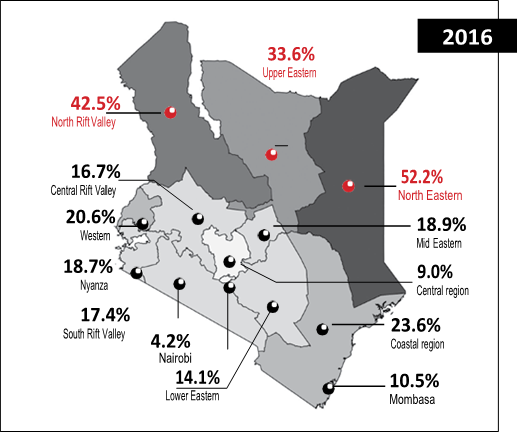 2016
33.6%
Upper Eastern
42.5%
North Rift Valley
16.7%
Central Rift Valley
52.2%
North Eastern
20.6%
Western
18.9%
Mid Eastern
18.7%
Nyanza
9.0%
Central region
17.4%
South Rift Valley
23.6%
Coastal region
4.2%
Nairobi
14.1%
Lower Eastern
10.5%
Mombasa